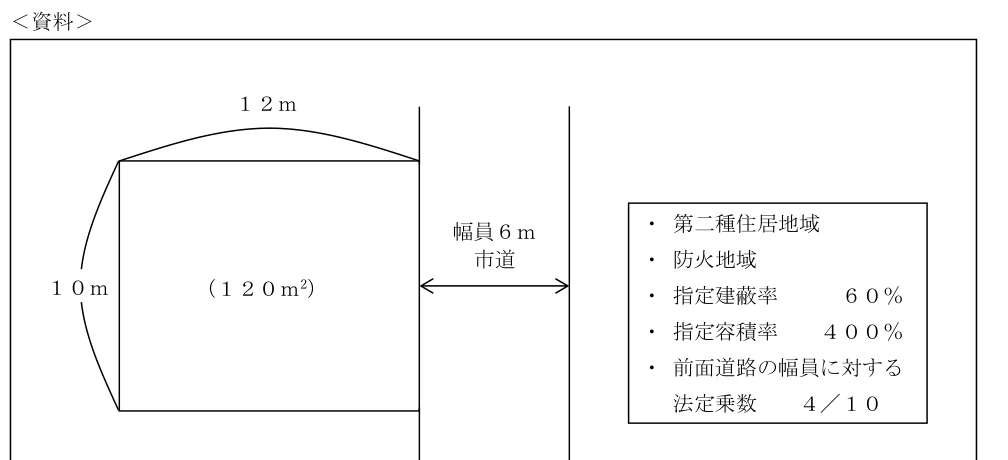 ＜資料＞
１２ｍ
幅員６ｍ
市道
１０ｍ
（１２０㎡）
・ 第二種住居地域
・ 防火地域
・ 指定建蔽率 ６０％
・ 指定容積率 ４００％
・ 前面道路の幅員に対する
法定乗数 ４／１０